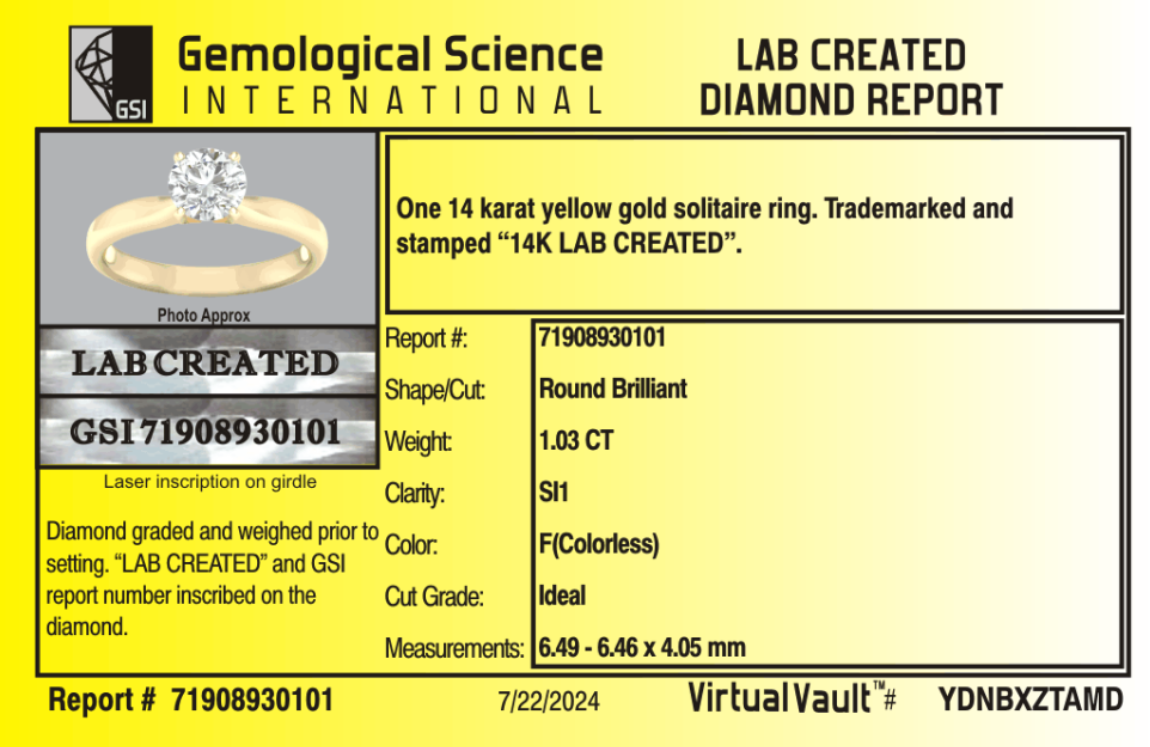 GSI
Gemological Science
INTERNATIONAL
LAB CREATED
DIAMOND REPORT
Photo Approx
LAB CREATED
GSI 71908930101
Laser inscription on girdle
Diamond graded and weighed prior to
setting. “LAB CREATED” and GSI
report number inscribed on the
diamond.
One 14 karat yellow gold solitaire ring. Trademarked and
stamped “14K LAB CREATED”.
Report #: 71908930101
Shape/Cut: Round Brilliant
Weight: 1.03 CT
Clarity: SI1
Color: F(Colorless)
Cut Grade: Ideal
Measurements: 6.49 - 6.46 x 4.05 mm
Report # 71908930101
7/22/2024
VirtualVault™# YDNBXZTAMD